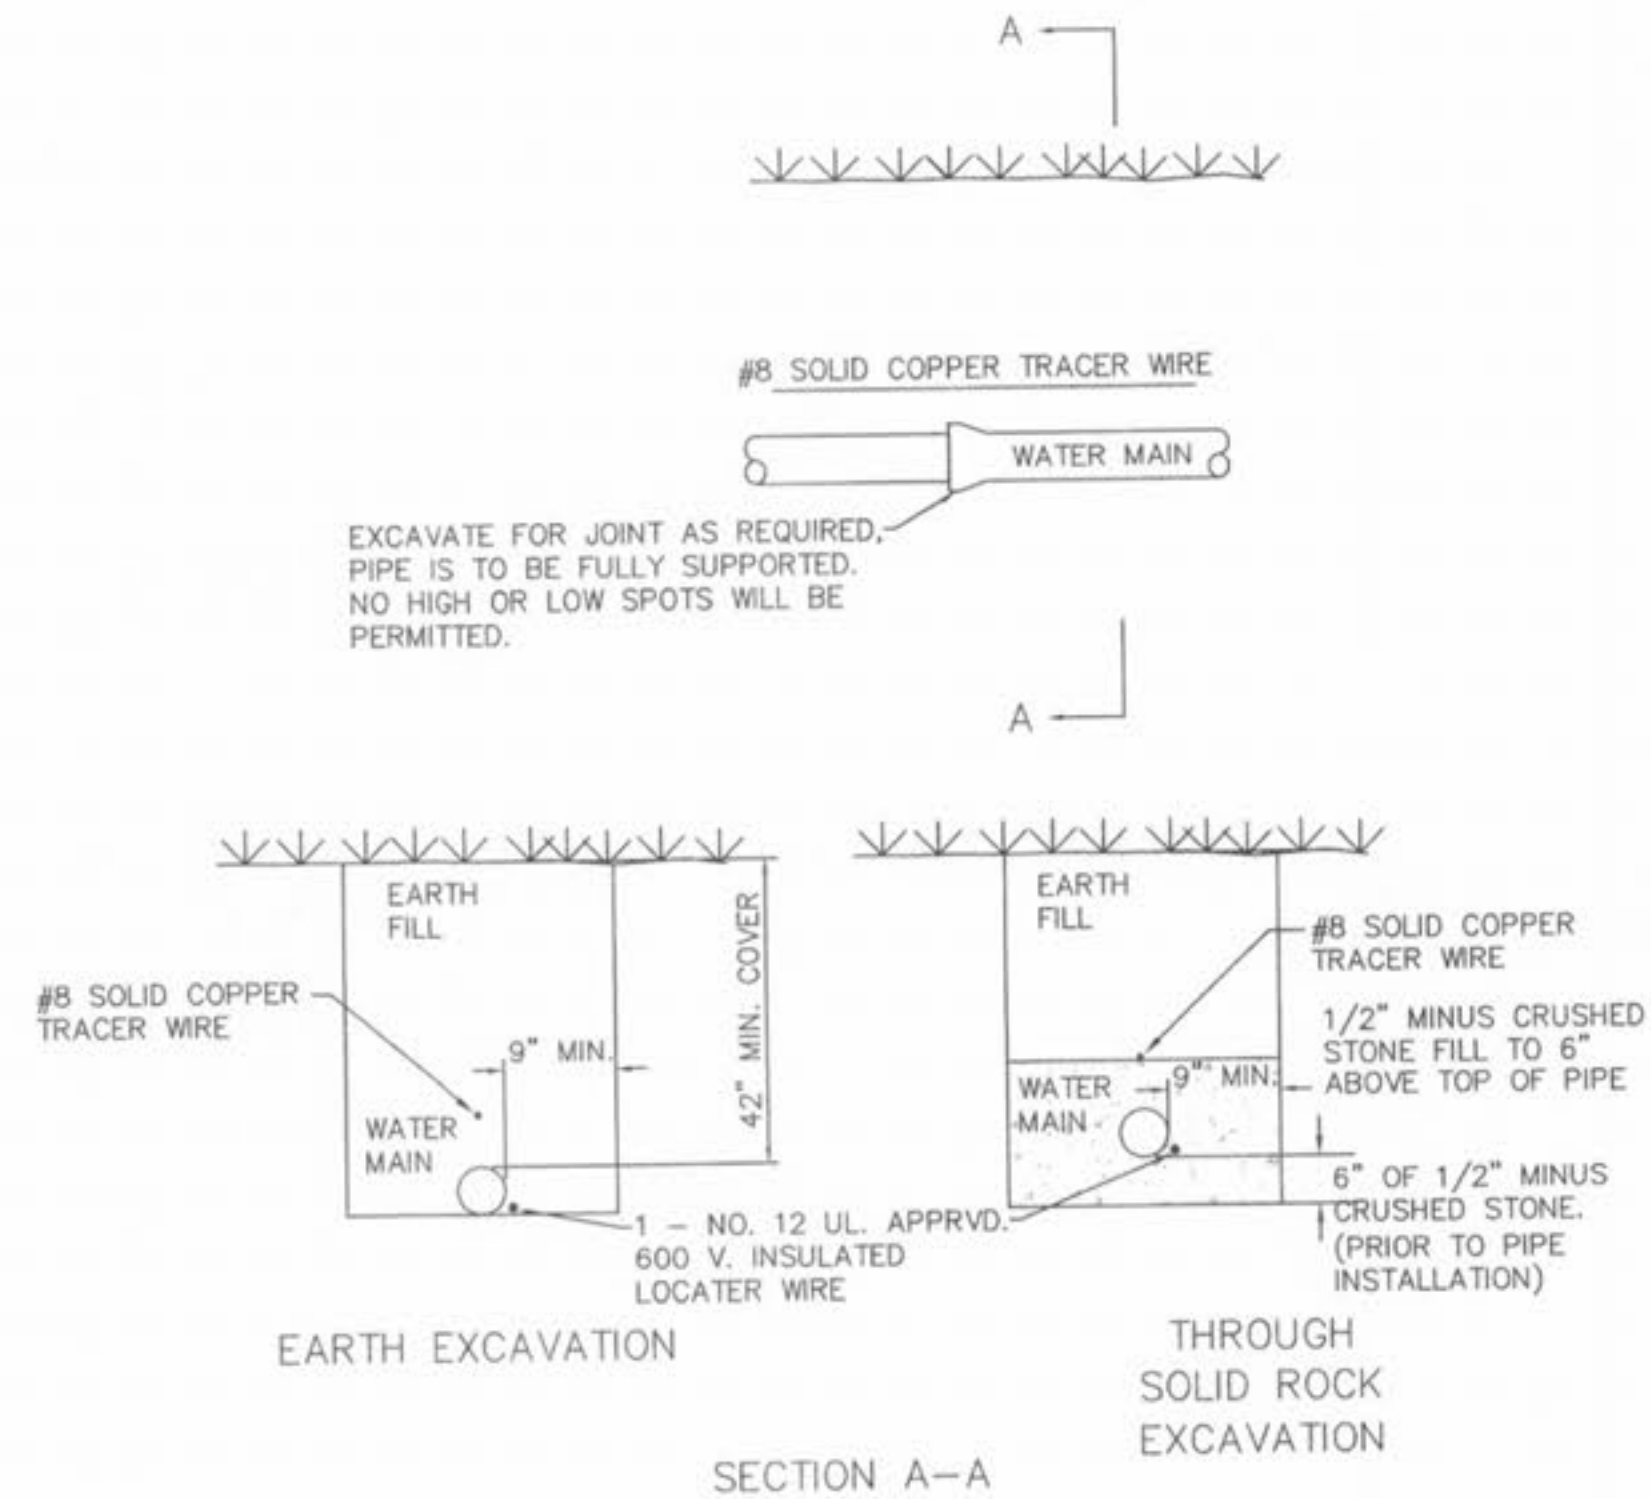 A
#8 SOLID COPPER TRACER WIRE
WATER MAIN
EXCAVATE FOR JOINT AS REQUIRED,
PIPE IS TO BE FULLY SUPPORTED.
NO HIGH OR LOW SPOTS WILL BE
PERMITTED.
A
EARTH
FILL
#8 SOLID COPPER
TRACER WIRE
9" MIN.
42" MIN. COVER
WATER
MAIN
1 - NO. 12 UL. APPRVD.
600 V. INSULATED
LOCATER WIRE
EARTH EXCAVATION
EARTH
FILL
#8 SOLID COPPER
TRACER WIRE
1/2" MINUS CRUSHED
STONE FILL TO 6"
ABOVE TOP OF PIPE
WATER
MAIN
9" MIN.
6" OF 1/2" MINUS
CRUSHED STONE.
(PRIOR TO PIPE
INSTALLATION)
THROUGH
SOLID ROCK
EXCAVATION
SECTION A-A